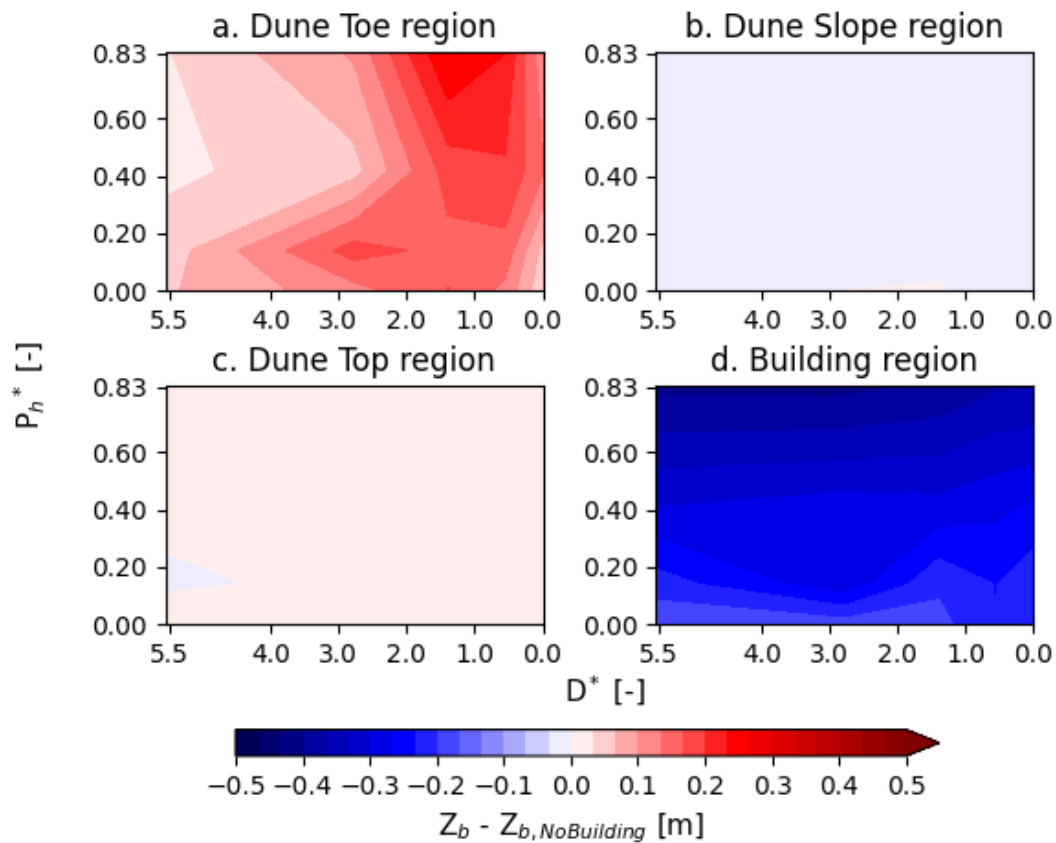 a. Dune Toe region
b. Dune Slope region
0.83
0.60
0.40
0.20
0.00
5.5 4.0 3.0 2.0 1.0 0.0
0.83
0.60
0.40
0.20
0.00
5.5 4.0 3.0 2.0 1.0 0.0
c. Dune Top region
d. Building region
0.83
0.60
0.40
0.20
0.00
5.5 4.0 3.0 2.0 1.0 0.0
0.83
0.60
0.40
0.20
0.00
5.5 4.0 3.0 2.0 1.0 0.0
P_h* [-]
D* [-]
−0.5 −0.4 −0.3 −0.2 −0.1 0.0 0.1 0.2 0.3 0.4 0.5
Z_b - Z_b,NoBuilding [m]